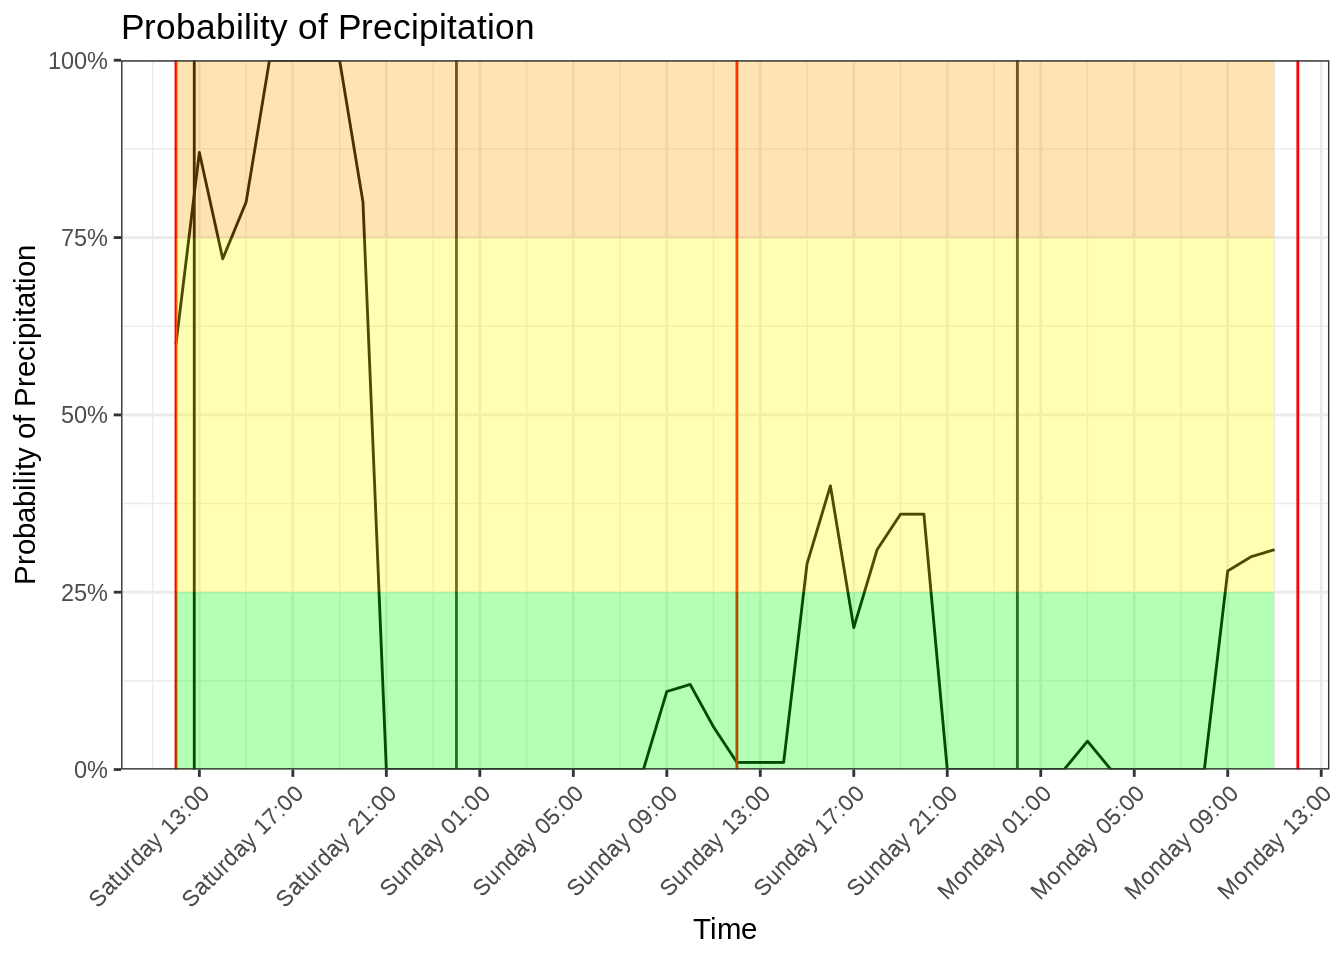 Probability of Precipitation
Probability of Precipitation
100%
75%
50%
25%
0%
Saturday 13:00
Saturday 17:00
Saturday 21:00
Sunday 01:00
Sunday 05:00
Sunday 09:00
Sunday 13:00
Sunday 17:00
Sunday 21:00
Monday 01:00
Monday 05:00
Monday 09:00
Monday 13:00
Time